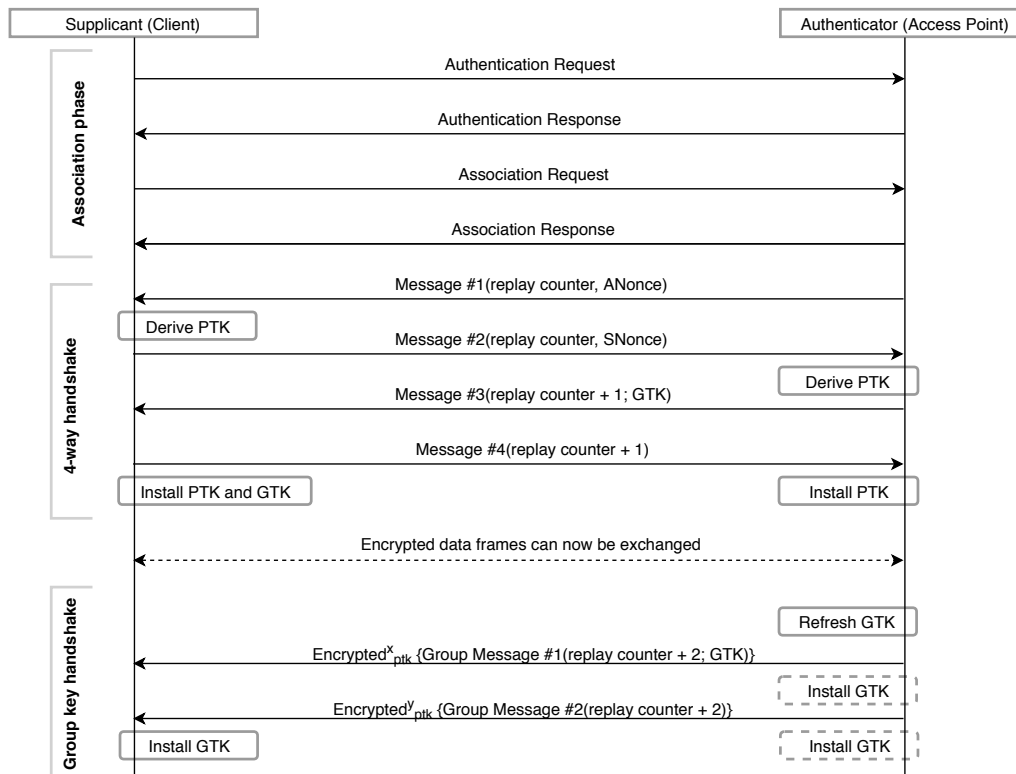 Supplicant (Client)
Authenticator (Access Point)
Association phase
Authentication Request
Authentication Response
Association Request
Association Response
4-way handshake
Message #1(replay counter, ANonce)
Derive PTK
Message #2(replay counter, SNonce)
Derive PTK
Message #3(replay counter + 1; GTK)
Message #4(replay counter + 1)
Install PTK and GTK
Install PTK
Encrypted data frames can now be exchanged
Group key handshake
Refresh GTK
Encrypted^x_ptk {Group Message #1(replay counter + 2; GTK)}
Install GTK
Encrypted^y_ptk {Group Message #2(replay counter + 2)}
Install GTK
Install GTK